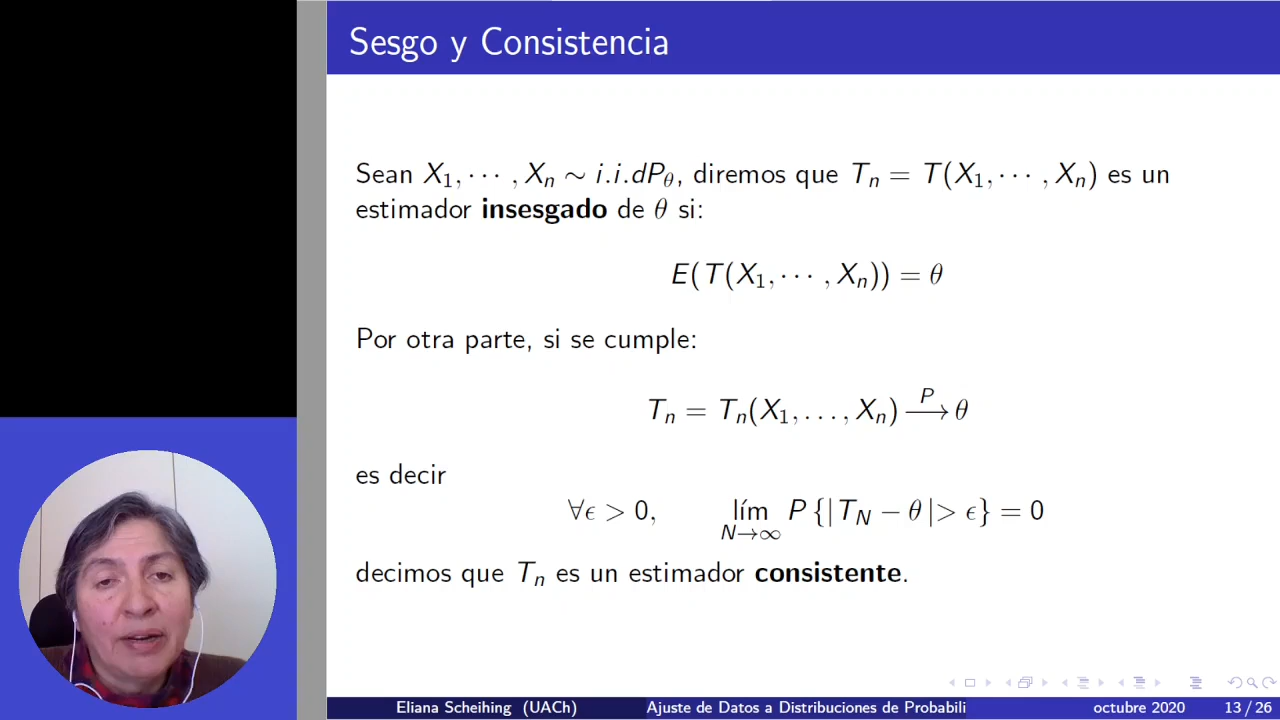 Sesgo y Consistencia
Sean X₁, ⋯ , Xₙ ∼ i.i.dP_θ, diremos que Tₙ = T(X₁, ⋯ , Xₙ) es un
estimador insesgado de θ si:
E(T(X₁, ⋯ , Xₙ)) = θ
Por otra parte, si se cumple:
Tₙ = Tₙ(X₁, . . . , Xₙ) —P→ θ
es decir
∀ϵ > 0, lím_{N→∞} P {| T_N − θ |> ϵ} = 0
decimos que Tₙ es un estimador consistente.
Eliana Scheihing (UACh) Ajuste de Datos a Distribuciones de Probabili octubre 2020 13 / 26